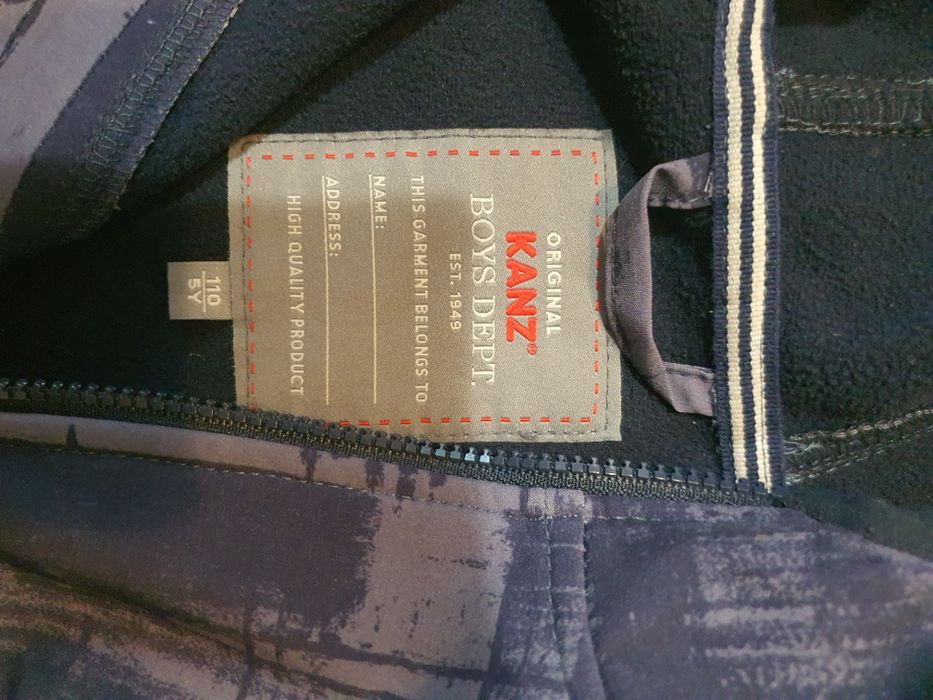 ORIGINAL
KANZ®
BOYS DEPT.
EST. 1949
THIS GARMENT BELONGS TO
NAME:
ADDRESS:
HIGH QUALITY PRODUCT
110
5Y